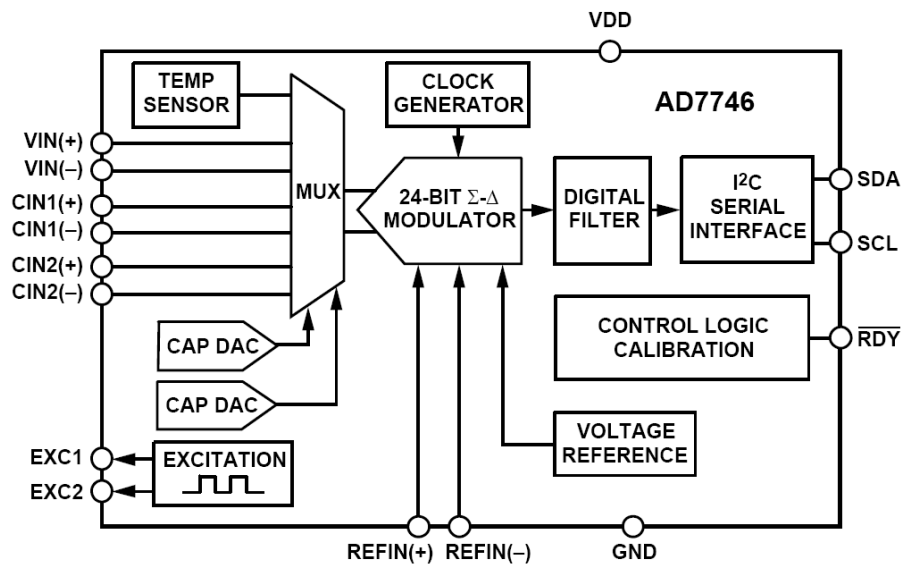 VDD
TEMP
SENSOR
CLOCK
GENERATOR
AD7746
VIN(+)
VIN(–)
CIN1(+)
CIN1(–)
CIN2(+)
CIN2(–)
MUX
24-BIT Σ-Δ
MODULATOR
DIGITAL
FILTER
I²C
SERIAL
INTERFACE
SDA
SCL
CAP DAC
CAP DAC
CONTROL LOGIC
CALIBRATION
RDY
VOLTAGE
REFERENCE
EXC1
EXC2
EXCITATION
REFIN(+)
REFIN(–)
GND